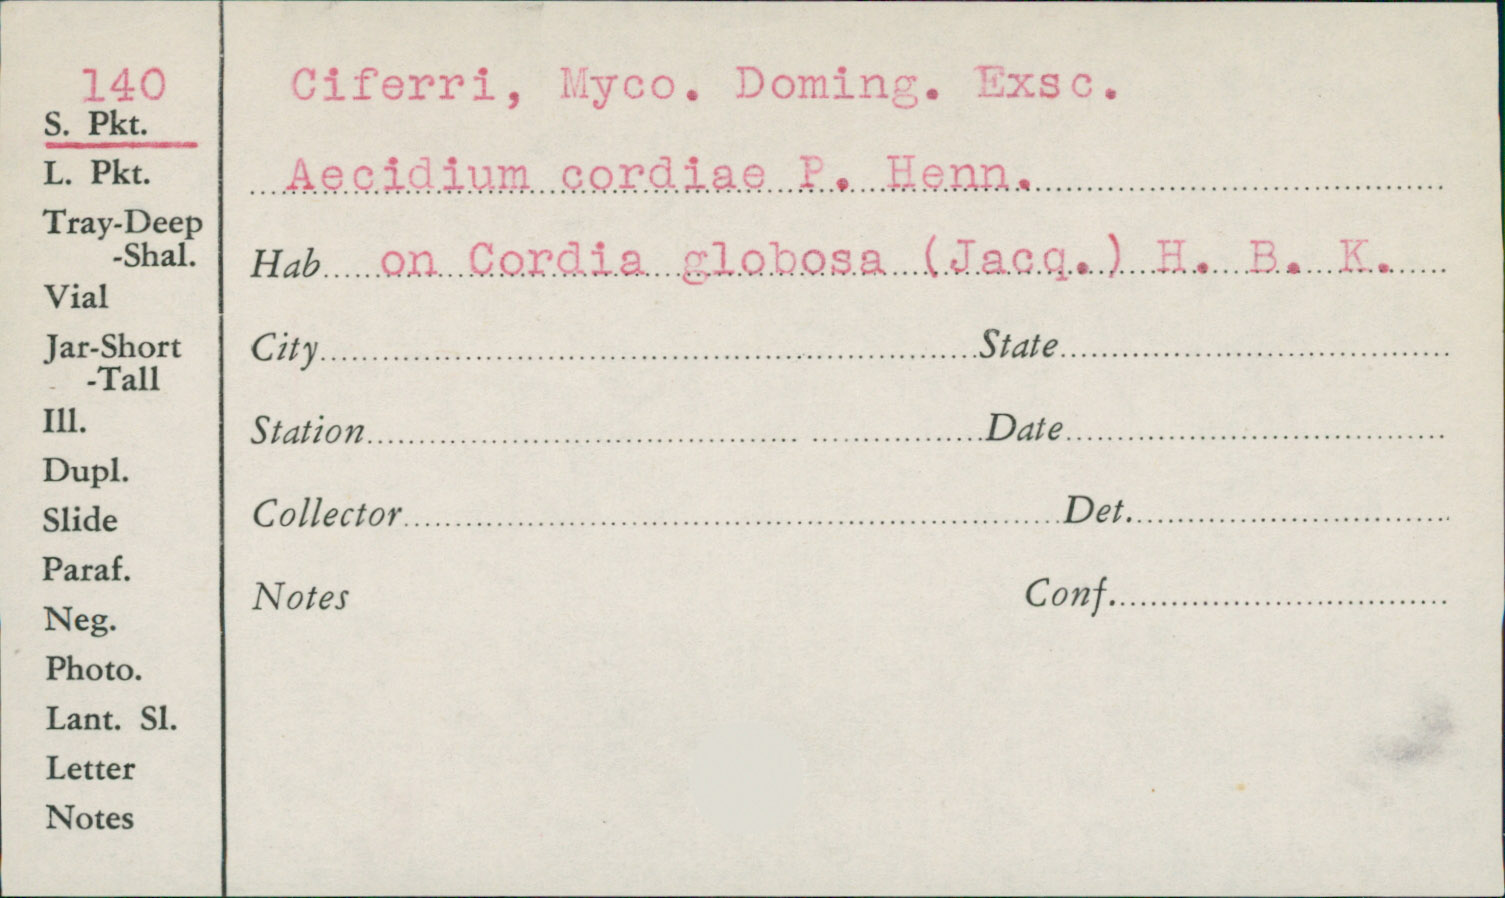 140 Ciferri, Myco. Doming. Exsc.
S. Pkt.
L. Pkt.
Tray-Deep
-Shal.
Vial
Jar-Short
-Tall
Ill.
Dupl.
Slide
Paraf.
Neg.
Photo.
Lant. Sl.
Letter
Notes
Aecidium cordiae P. Henn.
Hab on Cordia globosa (Jacq.) H. B. K.
City State
Station Date
Collector Det.
Notes Conf.